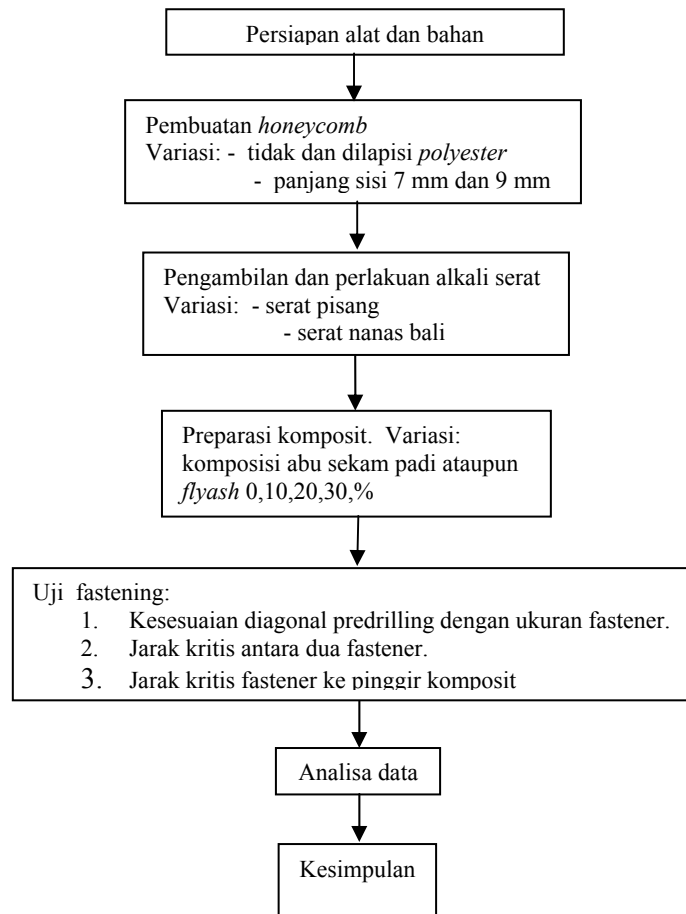 Persiapan alat dan bahan
Pembuatan honeycomb
Variasi: - tidak dan dilapisi polyester
- panjang sisi 7 mm dan 9 mm
Pengambilan dan perlakuan alkali serat
Variasi: - serat pisang
- serat nanas bali
Preparasi komposit. Variasi:
komposisi abu sekam padi ataupun
flyash 0,10,20,30,%
Uji fastening:
1. Kesesuaian diagonal predrilling dengan ukuran fastener.
2. Jarak kritis antara dua fastener.
3. Jarak kritis fastener ke pinggir komposit
Analisa data
Kesimpulan